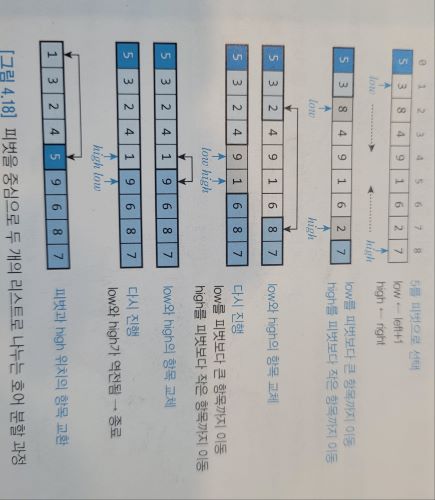 0 1 2 3 4 5 6 7 8
5 3 8 4 9 1 6 2 7
5를 피벗으로 선택
low ← left+1
high ← right
low high
5 3 8 4 9 1 6 2 7
low를 피벗보다 큰 항목까지 이동
high를 피벗보다 작은 항목까지 이동
low high
5 3 2 4 9 1 6 8 7
low와 high의 항목 교체
5 3 2 4 9 1 6 8 7
다시 진행
low를 피벗보다 큰 항목까지 이동
high를 피벗보다 작은 항목까지 이동
low high
5 3 2 4 1 9 6 8 7
low와 high의 항목 교체
5 3 2 4 1 9 6 8 7
다시 진행
low와 high가 역전됨 → 종료
high low
1 3 2 4 5 9 6 8 7
피벗과 high 위치의 항목 교환
[그림 4.18] 피벗을 중심으로 두 개의 리스트로 나누는 호어 분할 과정